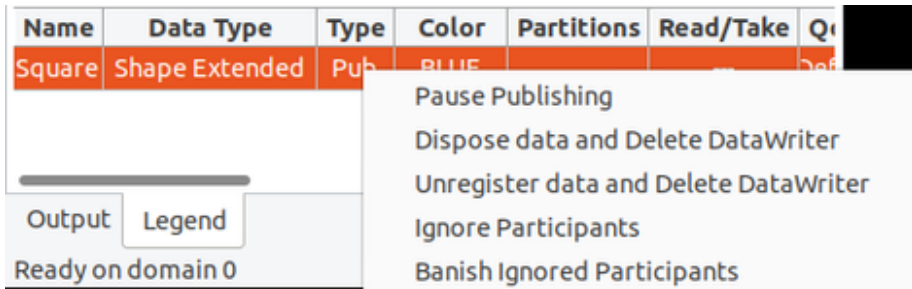 Name Data Type Type Color Partitions Read/Take
Square Shape Extended Pub BLUE ---
Pause Publishing
Dispose data and Delete DataWriter
Unregister data and Delete DataWriter
Ignore Participants
Banish Ignored Participants
Output Legend
Ready on domain 0